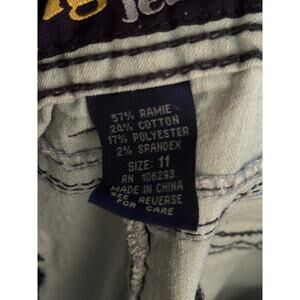 57% RAMIE
24% COTTON
17% POLYESTER
2% SPANDEX
SIZE: 11
RN 106293
MADE IN CHINA
SEE REVERSE
FOR CARE